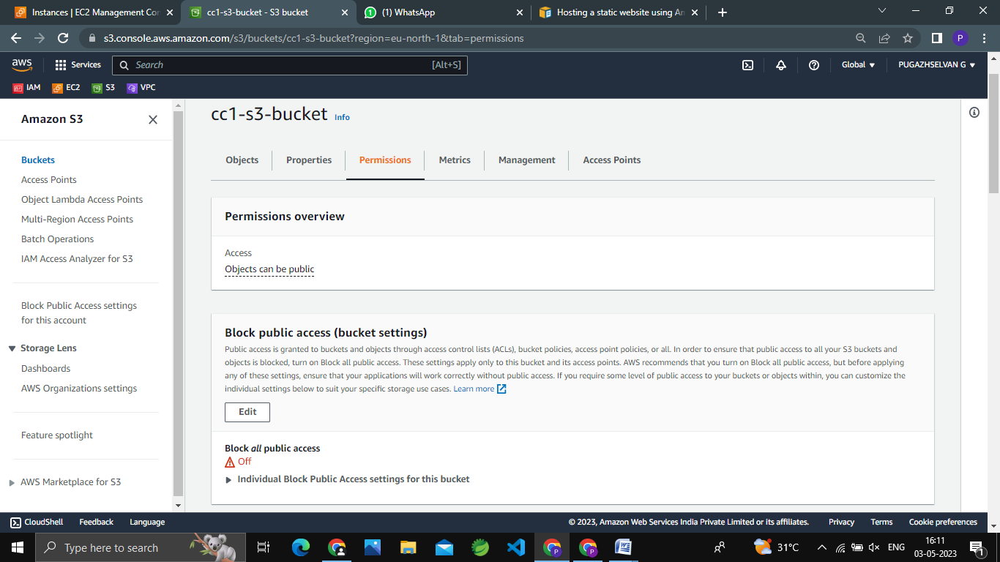 Instances | EC2 Management Con
cc1-s3-bucket - S3 bucket
(1) WhatsApp
Hosting a static website using Am
s3.console.aws.amazon.com/s3/buckets/cc1-s3-bucket?region=eu-north-1&tab=permissions
P
aws
Services
Search
[Alt+S]
Global
PUGAZHSELVAN G
IAM
EC2
S3
VPC
Amazon S3
Buckets
Access Points
Object Lambda Access Points
Multi-Region Access Points
Batch Operations
IAM Access Analyzer for S3
Block Public Access settings
for this account
Storage Lens
Dashboards
AWS Organizations settings
Feature spotlight
AWS Marketplace for S3
cc1-s3-bucket Info
Objects
Properties
Permissions
Metrics
Management
Access Points
Permissions overview
Access
Objects can be public
Block public access (bucket settings)
Public access is granted to buckets and objects through access control lists (ACLs), bucket policies, access point policies, or all. In order to ensure that public access to all your S3 buckets and
objects is blocked, turn on Block all public access. These settings apply only to this bucket and its access points. AWS recommends that you turn on Block all public access, but before applying
any of these settings, ensure that your applications will work correctly without public access. If you require some level of public access to your buckets or objects within, you can customize the
individual settings below to suit your specific storage use cases. Learn more
Edit
Block all public access
Off
Individual Block Public Access settings for this bucket
CloudShell
Feedback
Language
© 2023, Amazon Web Services India Private Limited or its affiliates.
Privacy
Terms
Cookie preferences
Type here to search
31°C
ENG
16:11
03-05-2023
1